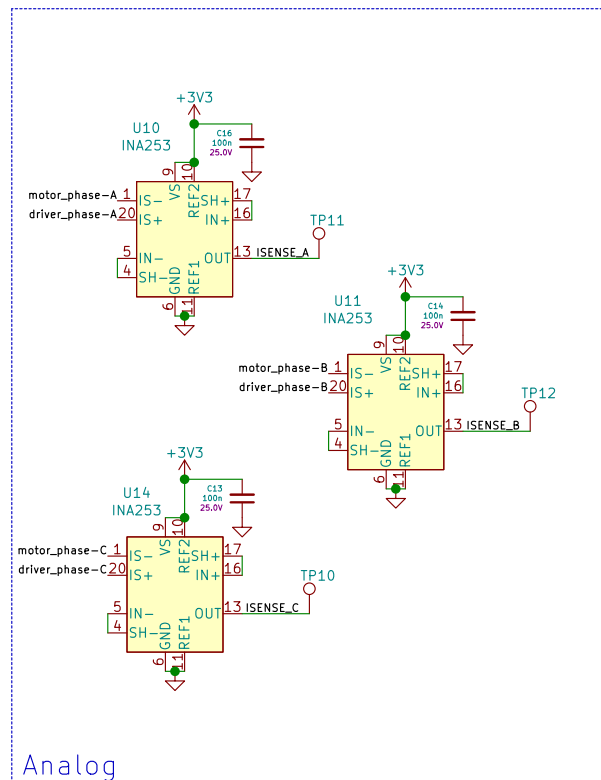 +3V3
U10
INA253
C16
100n
25.0V
9
10
VS
REF2
motor_phase-A
1
IS-
SH+
17
driver_phase-A
20
IS+
IN+
16
TP11
5
IN-
OUT
13
ISENSE_A
4
SH-
GND
REF1
6
11
+3V3
U11
INA253
C14
100n
25.0V
9
10
VS
REF2
motor_phase-B
1
IS-
SH+
17
driver_phase-B
20
IS+
IN+
16
TP12
5
IN-
OUT
13
ISENSE_B
4
SH-
GND
REF1
6
11
+3V3
U14
INA253
C13
100n
25.0V
9
10
VS
REF2
motor_phase-C
1
IS-
SH+
17
driver_phase-C
20
IS+
IN+
16
TP10
5
IN-
OUT
13
ISENSE_C
4
SH-
GND
REF1
6
11
Analog